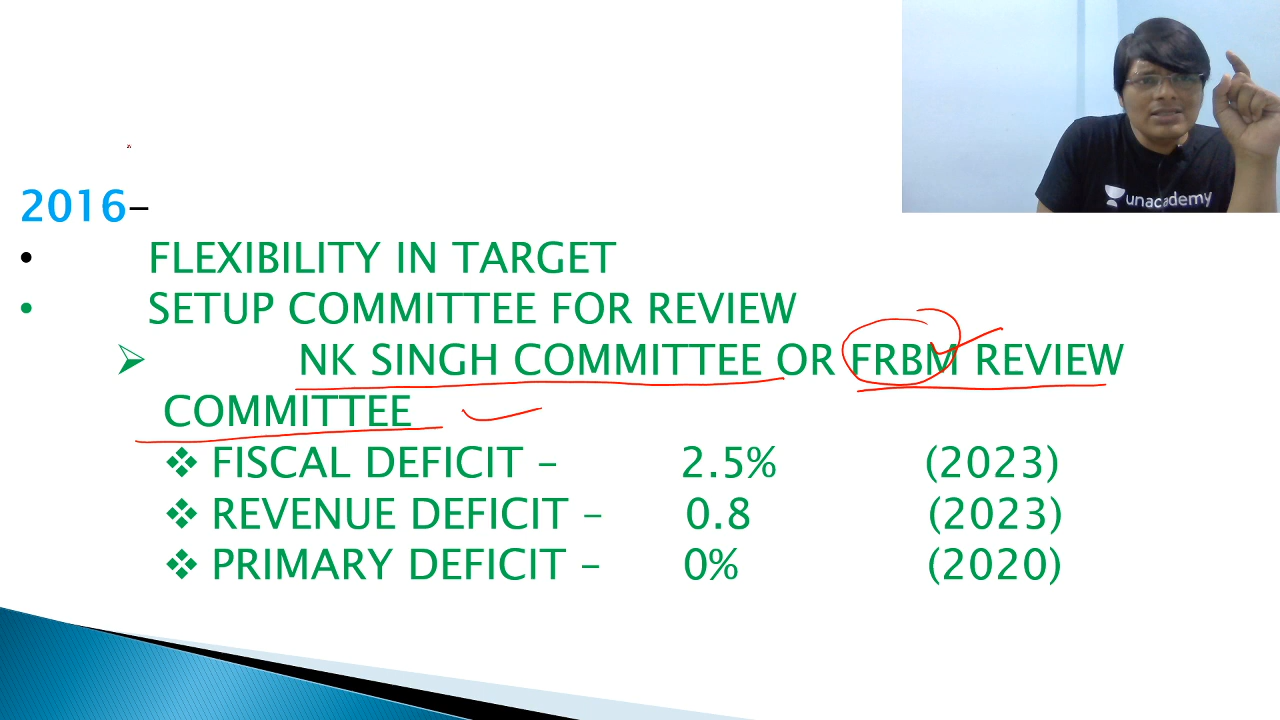 unacademy
2016–
• FLEXIBILITY IN TARGET
• SETUP COMMITTEE FOR REVIEW
➢ NK SINGH COMMITTEE OR FRBM REVIEW
COMMITTEE
❖ FISCAL DEFICIT – 2.5% (2023)
❖ REVENUE DEFICIT – 0.8 (2023)
❖ PRIMARY DEFICIT – 0% (2020)